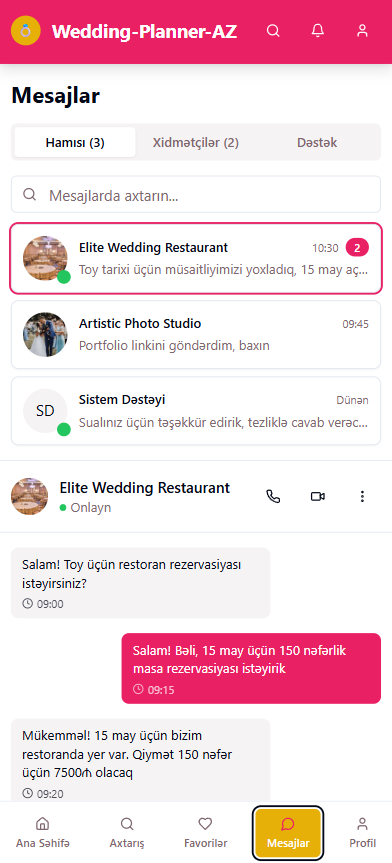 Wedding-Planner-AZ
Mesajlar
Hamısı (3)
Xidmətçilər (2)
Dəstək
Mesajlarda axtarın...
Elite Wedding Restaurant
10:30
2
Toy tarixi üçün müsaitliyimizi yoxladıq, 15 may aç...
Artistic Photo Studio
09:45
Portfolio linkini göndərdim, baxın
SD
Sistem Dəstəyi
Dünən
Sualınız üçün təşəkkür edirik, tezliklə cavab verəc...
Elite Wedding Restaurant
Onlayn
Salam! Toy üçün restoran rezervasiyası
istəyirsiniz?
09:00
Salam! Bəli, 15 may üçün 150 nəfərlik
masa rezervasiyası istəyirik
09:15
Mükəmməl! 15 may üçün bizim
restoranda yer var. Qiymət 150 nəfər
üçün 7500₼ olacaq
09:20
Ana Səhifə
Axtarış
Favorilər
Mesajlar
Profil